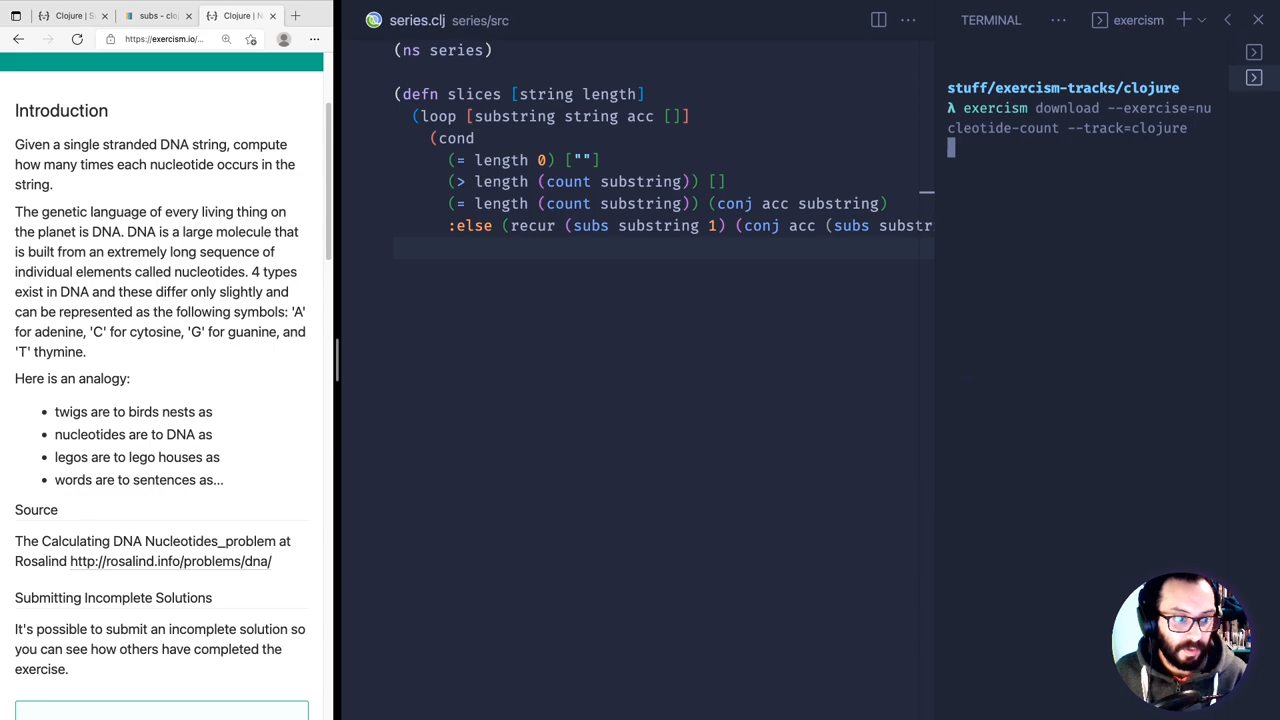 Clojure | S
subs - clo
Clojure | N
https://exercism.io/...
Introduction
Given a single stranded DNA string, compute
how many times each nucleotide occurs in the
string.
The genetic language of every living thing on
the planet is DNA. DNA is a large molecule that
is built from an extremely long sequence of
individual elements called nucleotides. 4 types
exist in DNA and these differ only slightly and
can be represented as the following symbols: 'A'
for adenine, 'C' for cytosine, 'G' for guanine, and
'T' thymine.
Here is an analogy:
• twigs are to birds nests as
• nucleotides are to DNA as
• legos are to lego houses as
• words are to sentences as...
Source
The Calculating DNA Nucleotides_problem at
Rosalind http://rosalind.info/problems/dna/
Submitting Incomplete Solutions
It's possible to submit an incomplete solution so
you can see how others have completed the
exercise.
series.clj series/src
(ns series)
(defn slices [string length]
(loop [substring string acc []]
(cond
(= length 0) [""]
(> length (count substring)) []
(= length (count substring)) (conj acc substring)
:else (recur (subs substring 1) (conj acc (subs substri
TERMINAL
exercism
stuff/exercism-tracks/clojure
λ exercism download --exercise=nu
cleotide-count --track=clojure